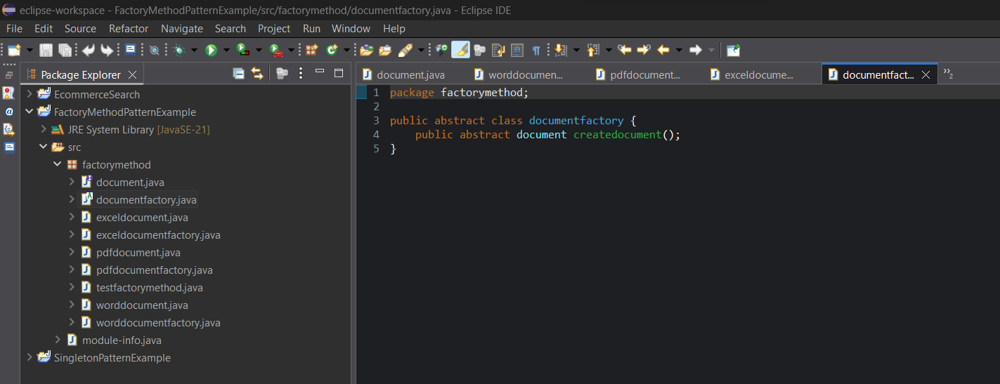 eclipse-workspace - FactoryMethodPatternExample/src/factorymethod/documentfactory.java - Eclipse IDE
File Edit Source Refactor Navigate Search Project Run Window Help
Package Explorer
document.java worddocumen... pdfdocument... exceldocume... documentfact... »2
EcommerceSearch
FactoryMethodPatternExample
JRE System Library [JavaSE-21]
src
factorymethod
document.java
documentfactory.java
exceldocument.java
exceldocumentfactory.java
pdfdocument.java
pdfdocumentfactory.java
testfactorymethod.java
worddocument.java
worddocumentfactory.java
module-info.java
SingletonPatternExample
1 package factorymethod;
2
3 public abstract class documentfactory {
4 public abstract document createdocument();
5 }